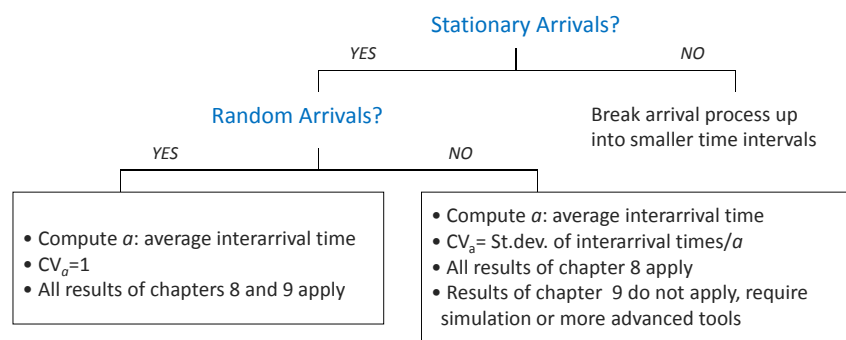 Stationary Arrivals?
YES
NO
Random Arrivals?
Break arrival process up
into smaller time intervals
YES
NO
• Compute a: average interarrival time
• CVa=1
• All results of chapters 8 and 9 apply
• Compute a: average interarrival time
• CVa= St.dev. of interarrival times/a
• All results of chapter 8 apply
• Results of chapter 9 do not apply, require
simulation or more advanced tools